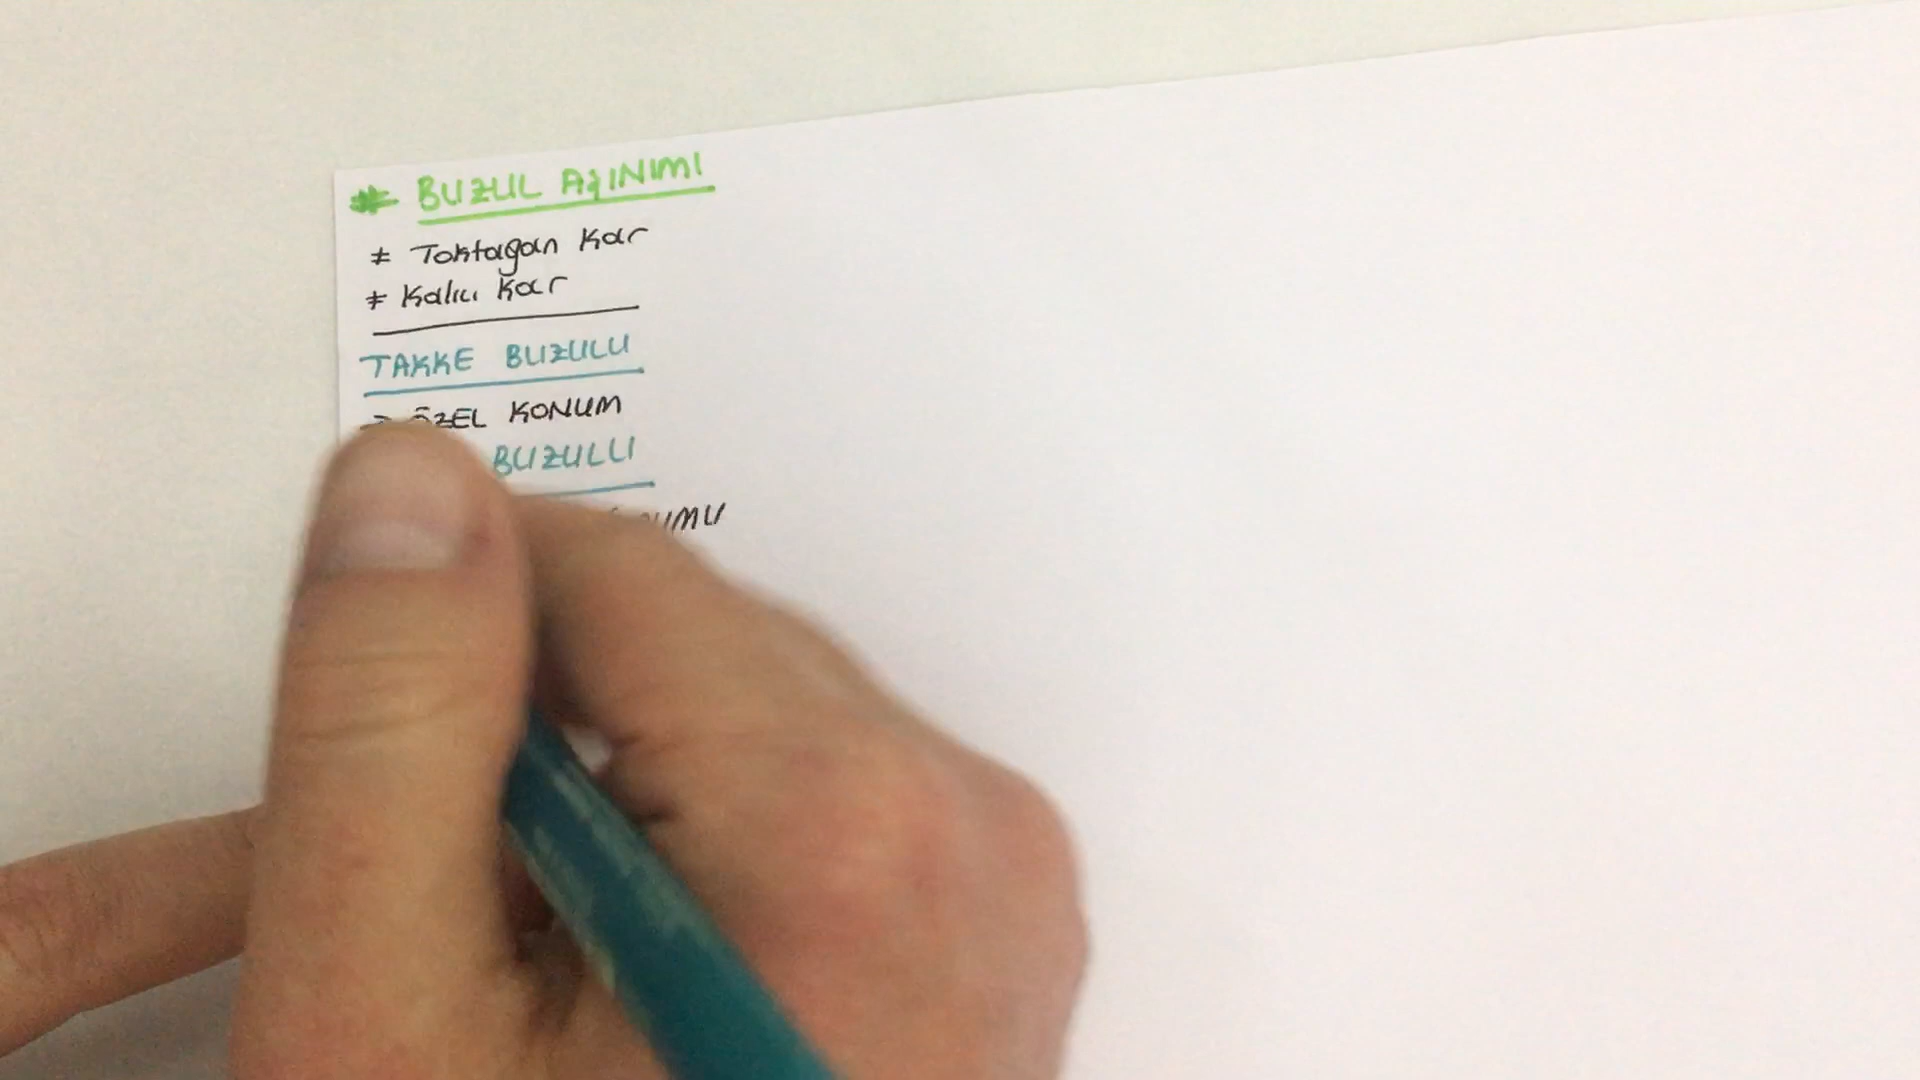 # BUZUL AŞINIMI
* Toktagan Kar
* Kalıcı Kar
TAKKE BUZULU
→ ÖZEL KONUM
BUZULU